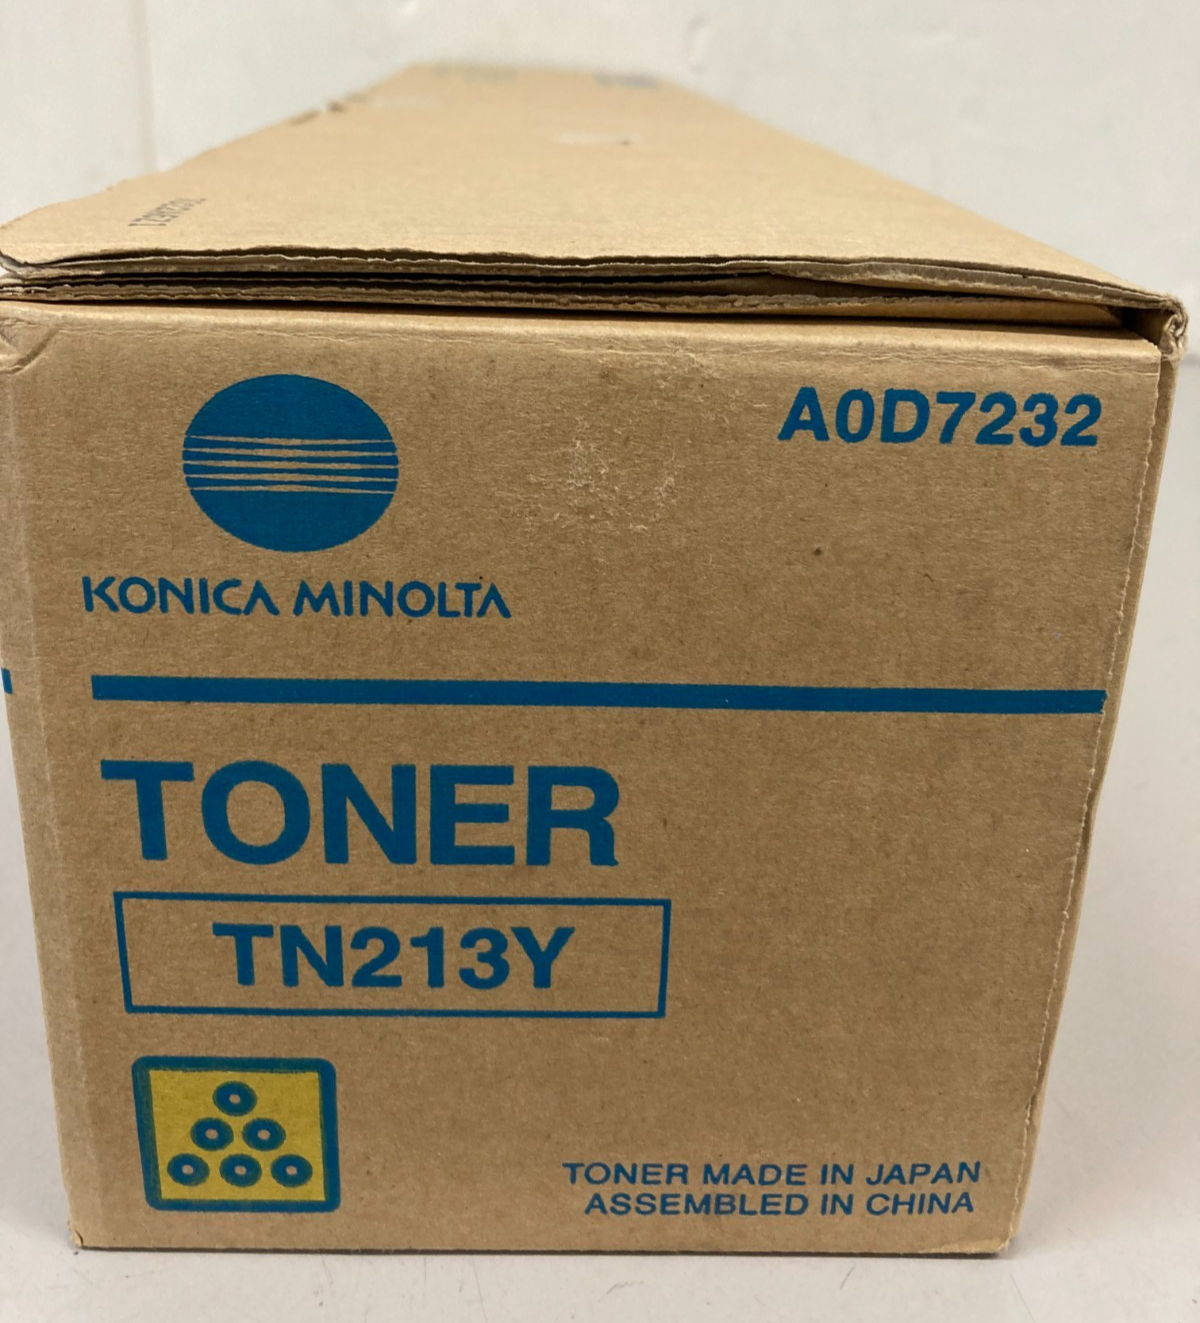 A0D7232
KONICA MINOLTA
TONER
TN213Y
TONER MADE IN JAPAN
ASSEMBLED IN CHINA